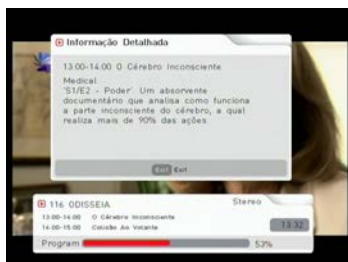 Informação Detalhada
13:00-14:00 O Cérebro Inconsciente
Medical
'S1/E2 - Poder' Um absorvente
documentário que analisa como funciona
a parte inconsciente do cérebro, a qual
realiza mais de 90% das ações
Exit Exit
116 ODISSEIA
Stereo
13:00-14:00 O Cérebro Inconsciente
14:00-15:00 Colisão Ao Volante
13:32
Program 53%